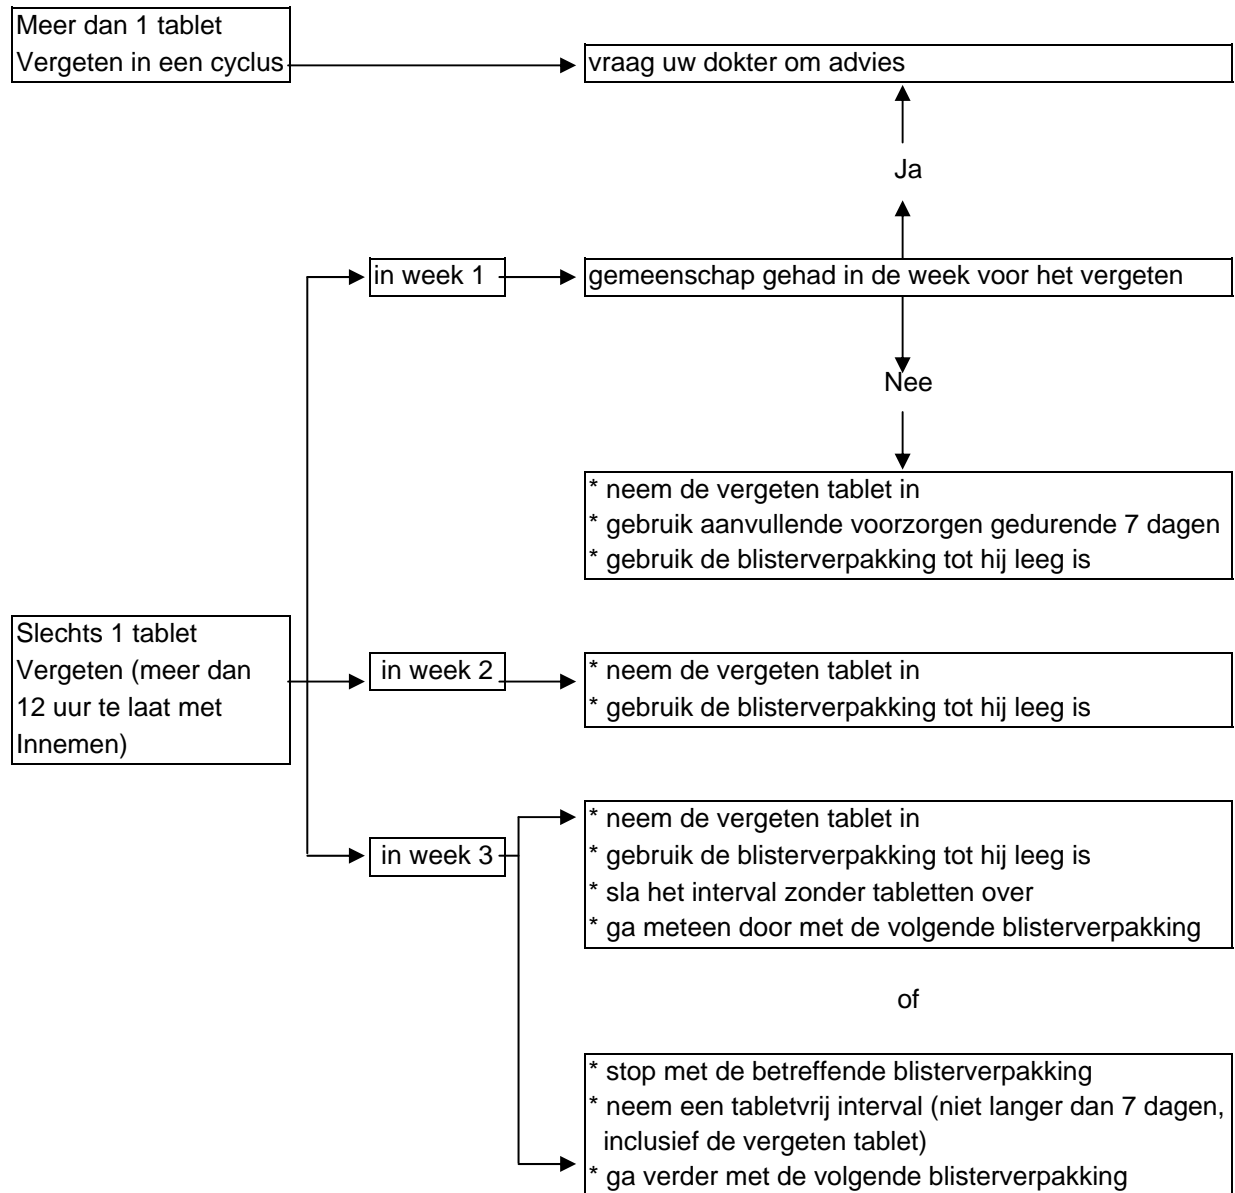 Meer dan 1 tablet
Vergeten in een cyclus
vraag uw dokter om advies
Ja
in week 1
gemeenschap gehad in de week voor het vergeten
Nee
* neem de vergeten tablet in
* gebruik aanvullende voorzorgen gedurende 7 dagen
* gebruik de blisterverpakking tot hij leeg is
Slechts 1 tablet
Vergeten (meer dan
12 uur te laat met
Innemen)
in week 2
* neem de vergeten tablet in
* gebruik de blisterverpakking tot hij leeg is
in week 3
* neem de vergeten tablet in
* gebruik de blisterverpakking tot hij leeg is
* sla het interval zonder tabletten over
* ga meteen door met de volgende blisterverpakking
of
* stop met de betreffende blisterverpakking
* neem een tabletvrij interval (niet langer dan 7 dagen,
inclusief de vergeten tablet)
* ga verder met de volgende blisterverpakking